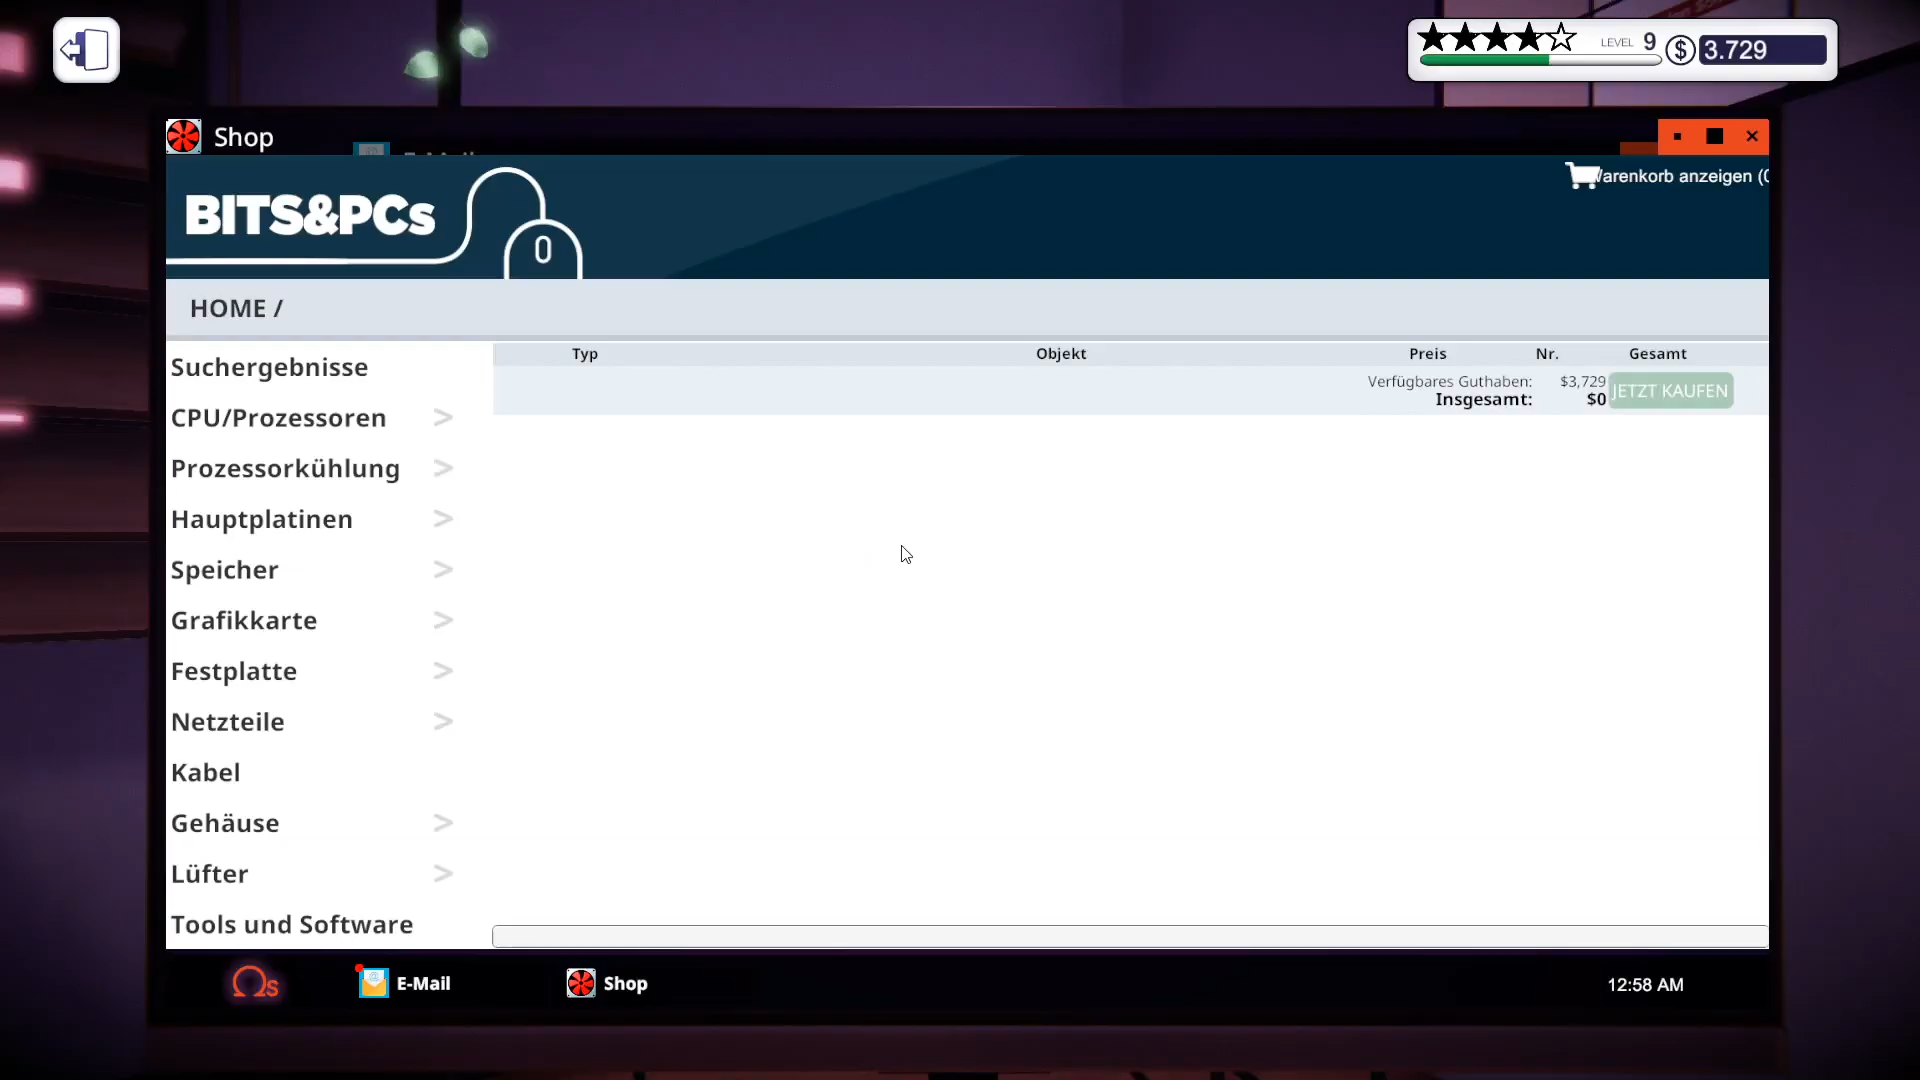 LEVEL 9 $ 3.729
Shop
BITS&PCs
arenkorb anzeigen (0
HOME /
Suchergebnisse
CPU/Prozessoren >
Prozessorkühlung >
Hauptplatinen >
Speicher >
Grafikkarte >
Festplatte >
Netzteile >
Kabel
Gehäuse >
Lüfter >
Tools und Software
Typ Objekt Preis Nr. Gesamt
Verfügbares Guthaben: $3,729
Insgesamt: $0
JETZT KAUFEN
Ωs E-Mail Shop 12:58 AM